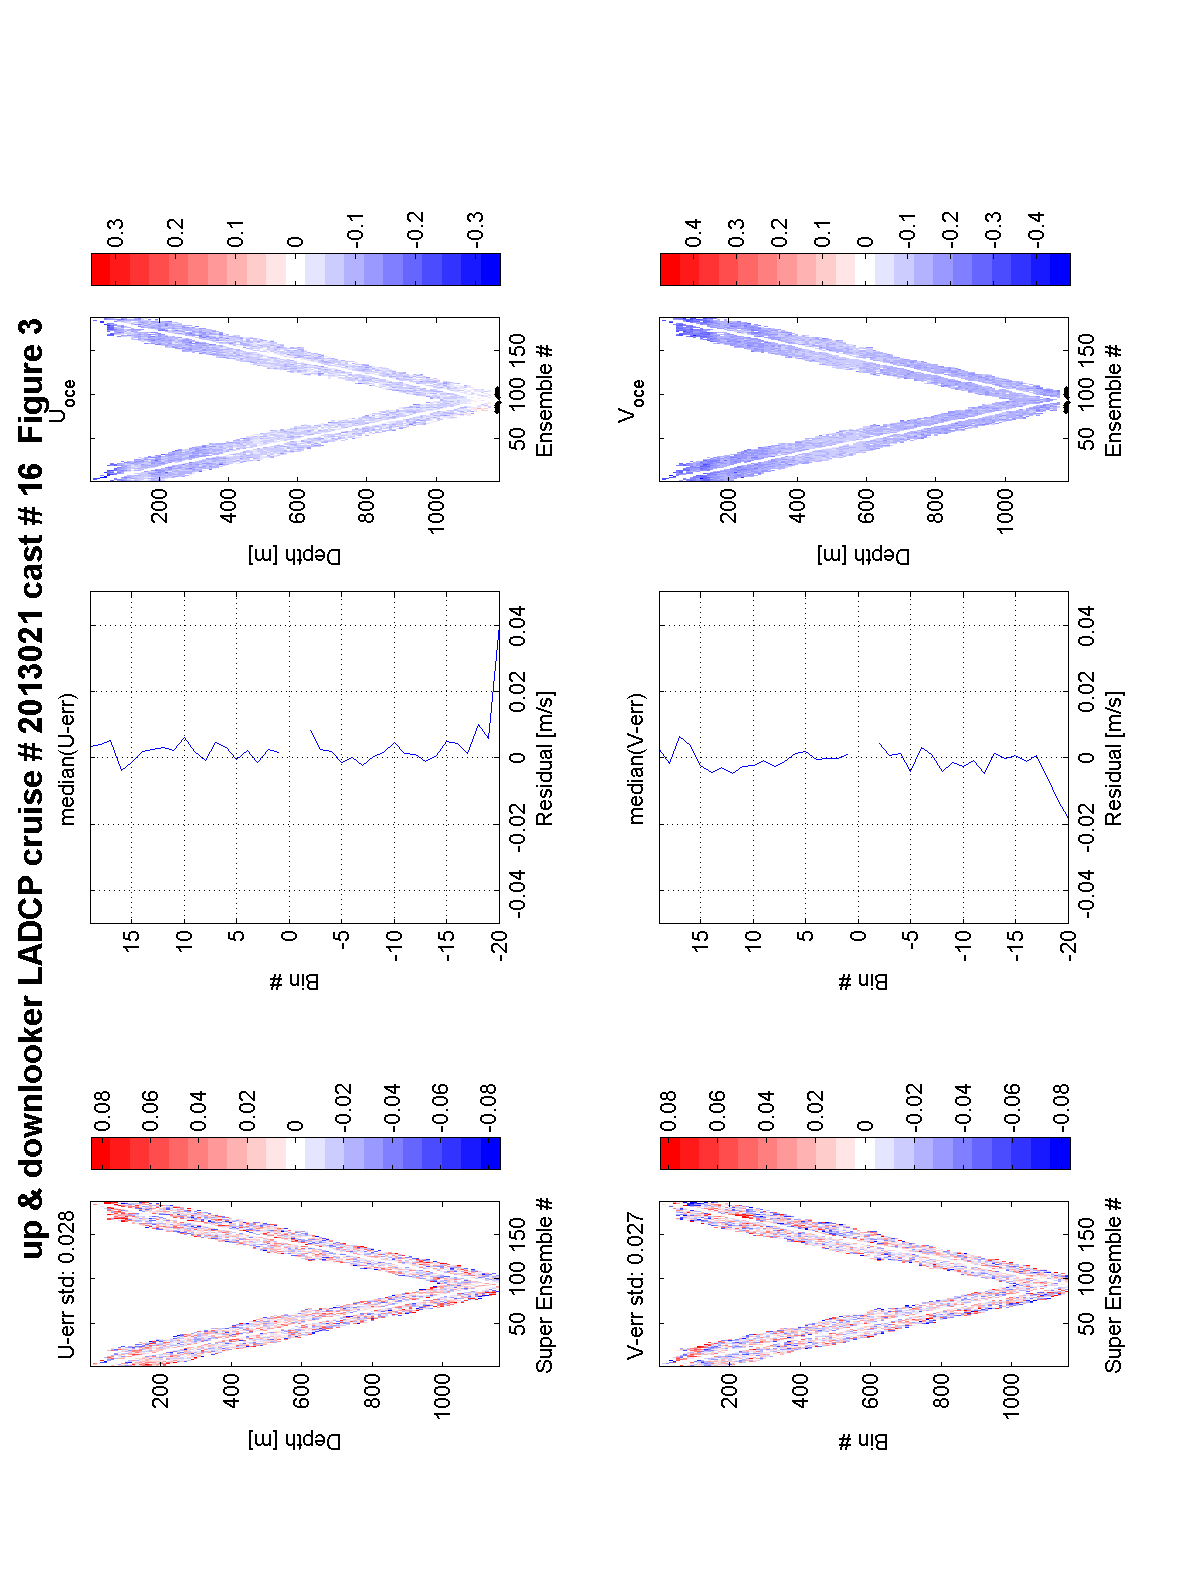 up & downlooker LADCP cruise # 2013021 cast # 16 Figure 3
U-err std: 0.028
200
400
600
800
1000
Depth [m]
50 100 150
Super Ensemble #
0.08
0.06
0.04
0.02
0
-0.02
-0.04
-0.06
-0.08
median(U-err)
15
10
5
0
-5
-10
-15
-20
Bin #
-0.04 -0.02 0 0.02 0.04
Residual [m/s]
Uoce
200
400
600
800
1000
Depth [m]
50 100 150
Ensemble #
0.3
0.2
0.1
0
-0.1
-0.2
-0.3
V-err std: 0.027
200
400
600
800
1000
Bin #
50 100 150
Super Ensemble #
0.08
0.06
0.04
0.02
0
-0.02
-0.04
-0.06
-0.08
median(V-err)
15
10
5
0
-5
-10
-15
-20
Bin #
-0.04 -0.02 0 0.02 0.04
Residual [m/s]
Voce
200
400
600
800
1000
Depth [m]
50 100 150
Ensemble #
0.4
0.3
0.2
0.1
0
-0.1
-0.2
-0.3
-0.4